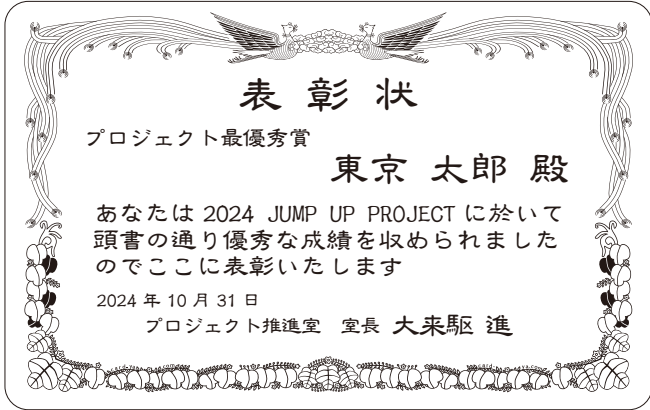 表彰状
プロジェクト最優秀賞
東京 太郎 殿
あなたは 2024 JUMP UP PROJECT に於いて
頭書の通り優秀な成績を収められました
のでここに表彰いたします
2024 年 10 月 31 日
プロジェクト推進室 室長 大来駆 進